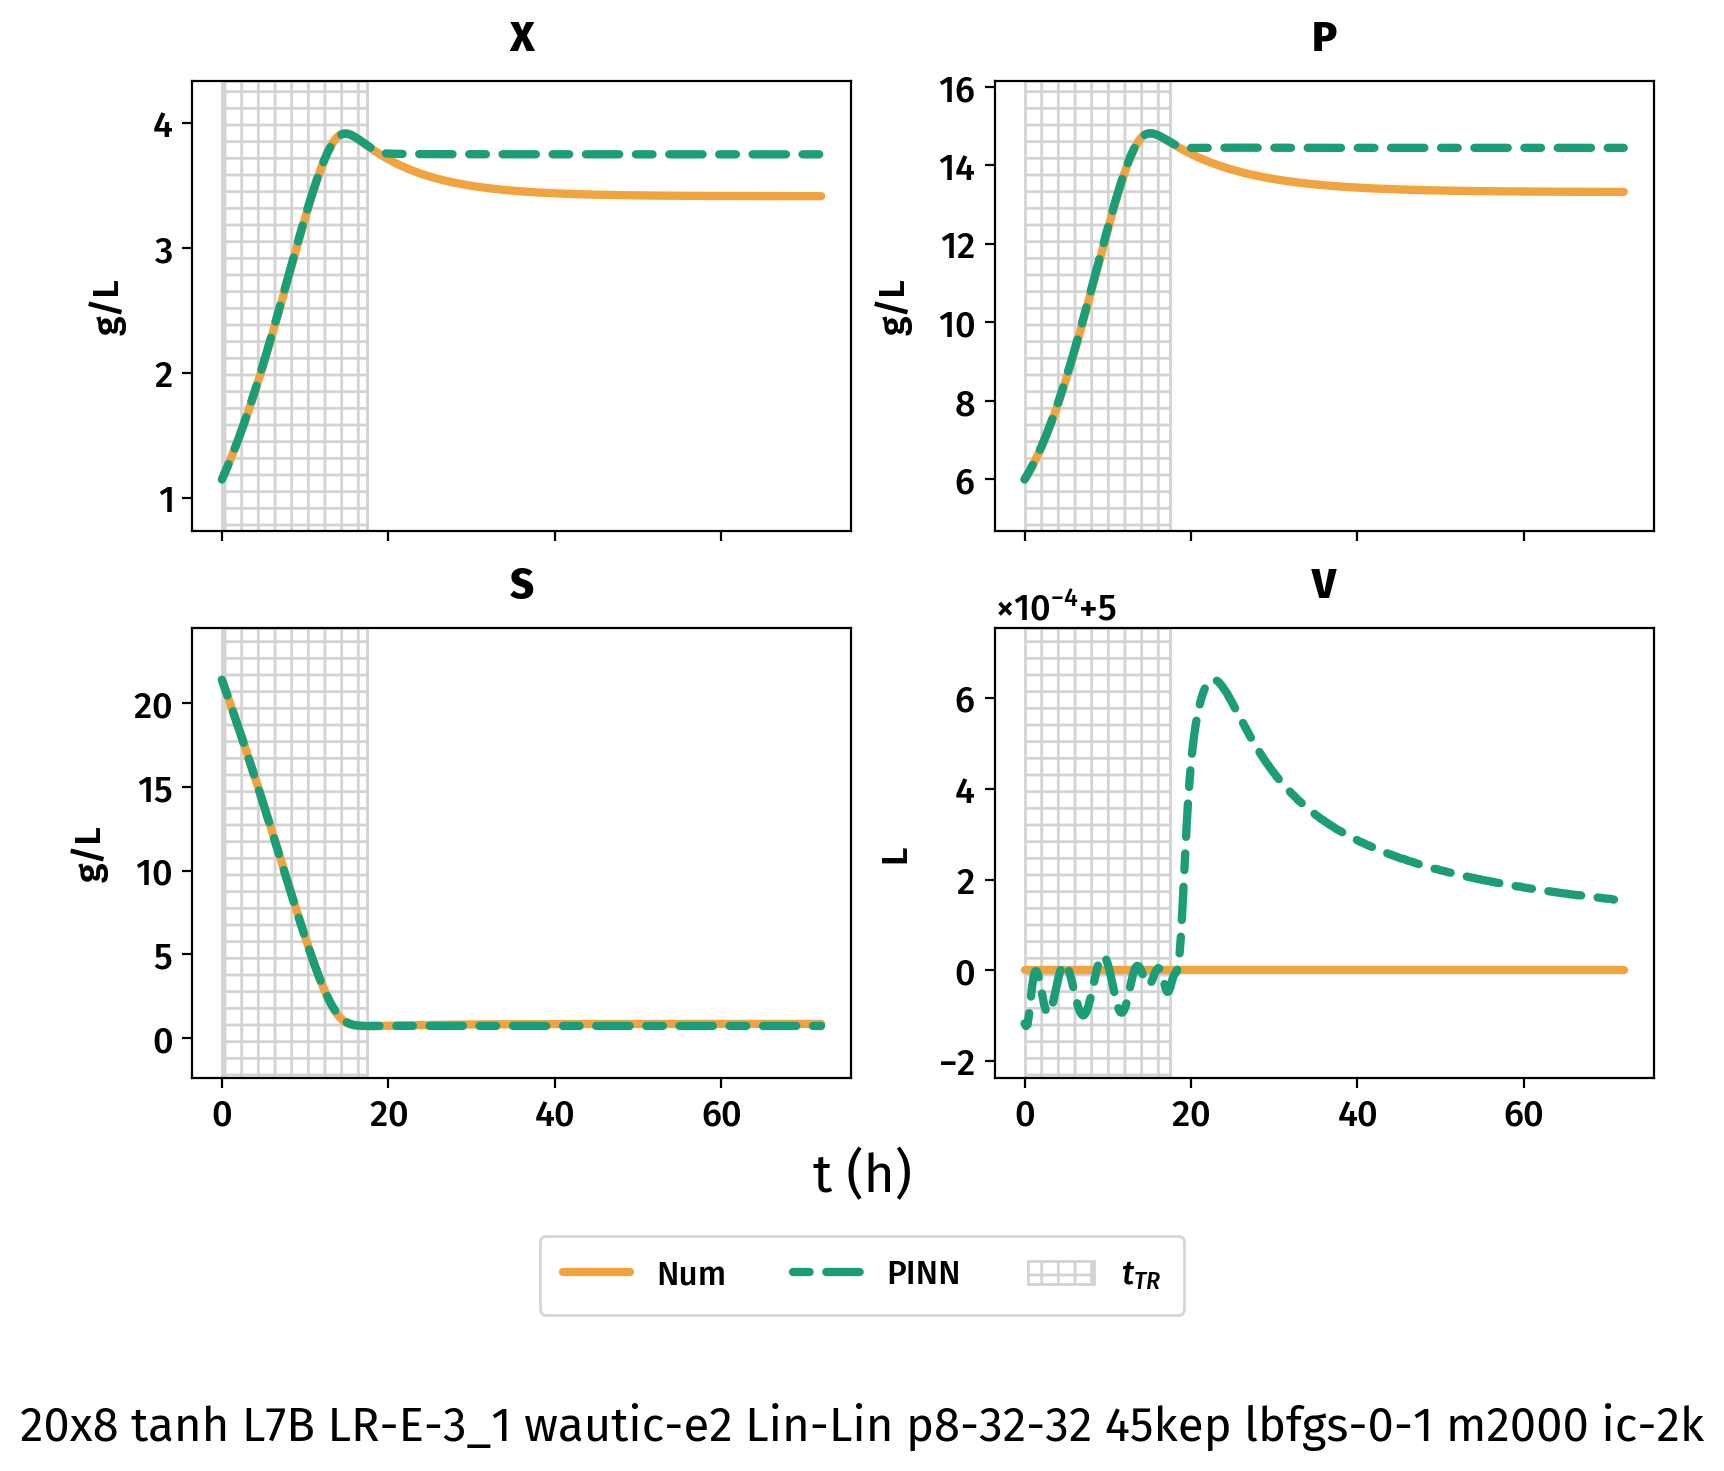 X
4
3
2
1
g/L
P
16
14
12
10
8
6
g/L
S
20
15
10
5
0
g/L
0 20 40 60
V
×10⁻⁴+5
6
4
2
0
−2
L
0 20 40 60
t (h)
Num PINN t_TR
20x8 tanh L7B LR-E-3_1 wautic-e2 Lin-Lin p8-32-32 45kep lbfgs-0-1 m2000 ic-2k